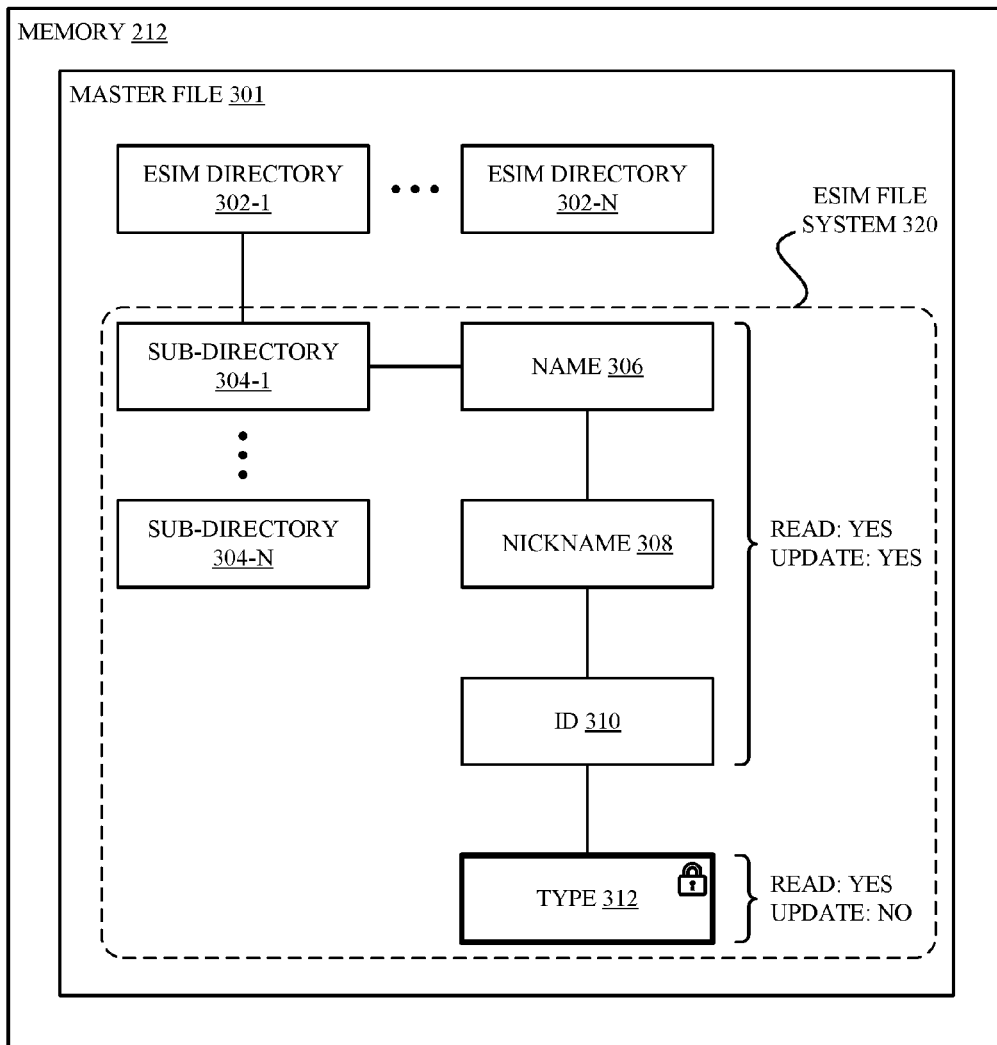 MEMORY 212
MASTER FILE 301
ESIM DIRECTORY
302-1
ESIM DIRECTORY
302-N
ESIM FILE
SYSTEM 320
SUB-DIRECTORY
304-1
NAME 306
SUB-DIRECTORY
304-N
NICKNAME 308
READ: YES
UPDATE: YES
ID 310
TYPE 312
READ: YES
UPDATE: NO